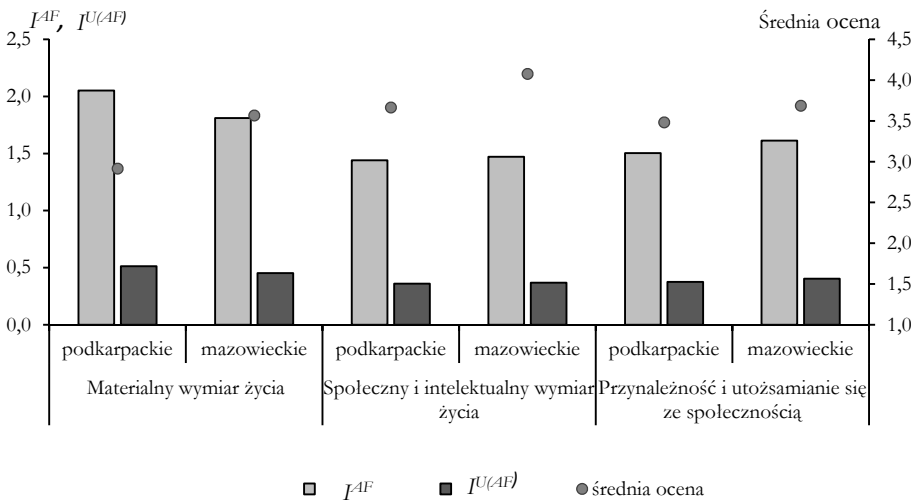 I^AF, I^U(AF)
Średnia ocena
2,5
2,0
1,5
1,0
0,5
0,0
4,5
4,0
3,5
3,0
2,5
2,0
1,5
1,0
podkarpackie mazowieckie podkarpackie mazowieckie podkarpackie mazowieckie
Materialny wymiar życia
Społeczny i intelektualny wymiar
życia
Przynależność i utożsamianie się
ze społecznością
I^AF I^U(AF) średnia ocena